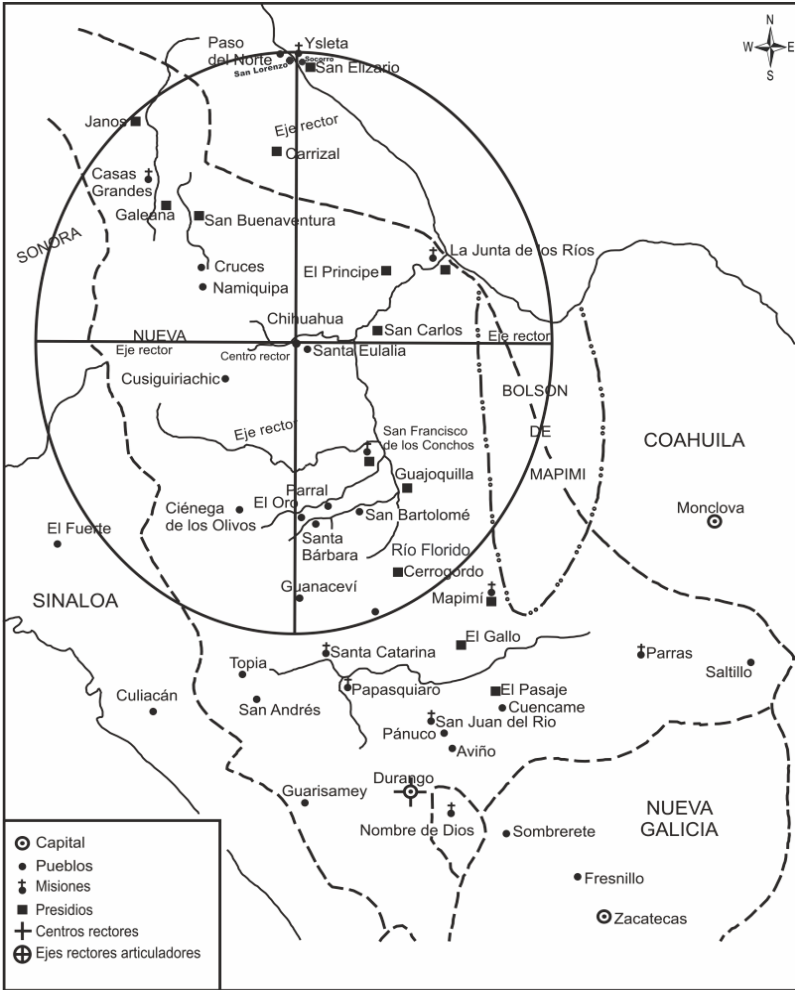 N
W E
S
Paso
del Norte
Ysleta
San Lorenzo
Socorro
San Elizario
Janos
Eje rector
Carrizal
Casas
Grandes
Galeana
San Buenaventura
SONORA
La Junta de los Ríos
Cruces
El Principe
Namiquipa
Chihuahua
NUEVA
San Carlos
Eje rector
Eje rector
Centro rector
Santa Eulalia
Cusiguiriachic
BOLSON
DE
MAPIMI
Eje rector
San Francisco
de los Conchos
COAHUILA
Guajoquilla
Parral
El Oro
Ciénega
de los Olivos
San Bartolomé
Monclova
El Fuerte
Santa
Bárbara
Río Florido
Cerrogordo
Guanaceví
Mapimí
SINALOA
El Gallo
Santa Catarina
Parras
Saltillo
Topia
Papasquiaro
El Pasaje
Culiacán
San Andrés
Cuencame
San Juan del Rio
Pánuco
Aviño
Durango
Guarisamey
Nombre de Dios
Sombrerete
NUEVA
GALICIA
Fresnillo
Zacatecas
Capital
Pueblos
Misiones
Presidios
Centros rectores
Ejes rectores articuladores